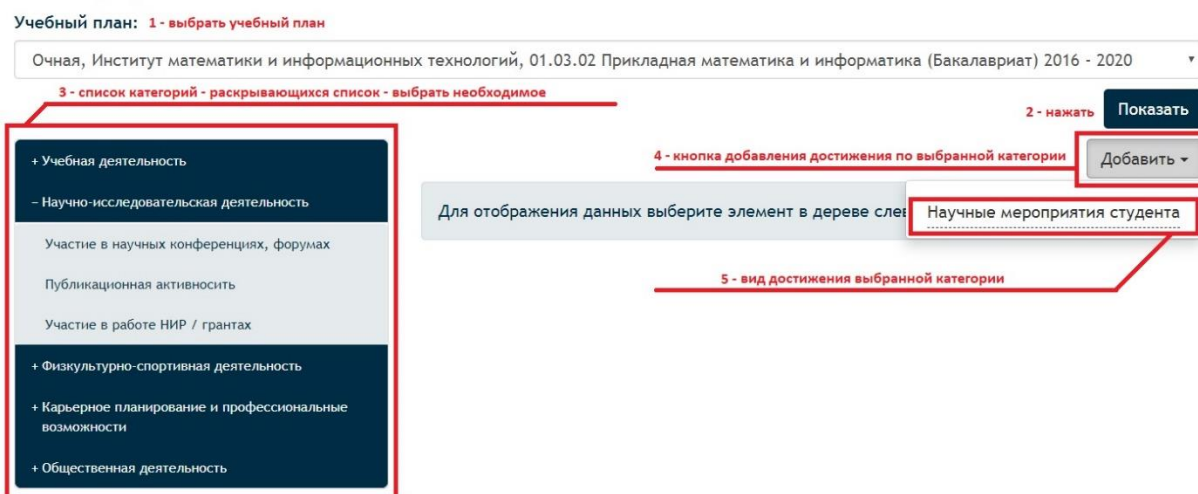 Учебный план: 1 - выбрать учебный план
Очная, Институт математики и информационных технологий, 01.03.02 Прикладная математика и информатика (Бакалавриат) 2016 - 2020
3 - список категорий - раскрывающихся список - выбрать необходимое
2 - нажать Показать
4 - кнопка добавления достижения по выбранной категории Добавить
+ Учебная деятельность
– Научно-исследовательская деятельность
Участие в научных конференциях, форумах
Публикационная активносить
Участие в работе НИР / грантах
+ Физкультурно-спортивная деятельность
+ Карьерное планирование и профессиональные
возможности
+ Общественная деятельность
Для отображения данных выберите элемент в дереве слев
Научные мероприятия студента
5 - вид достижения выбранной категории